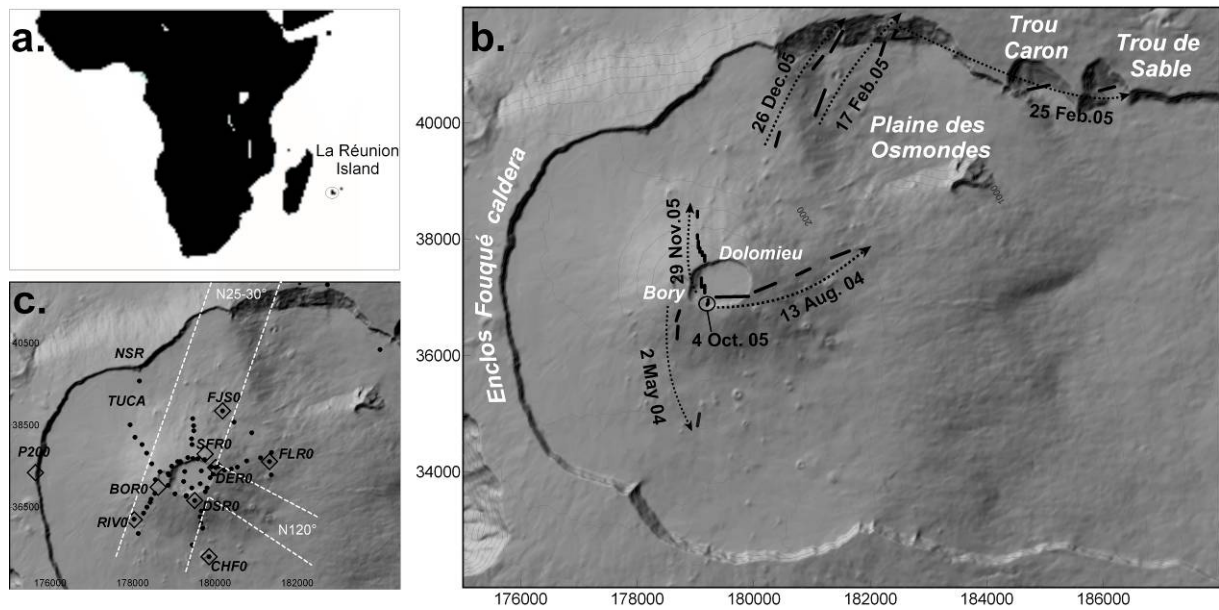 a.
La Réunion
Island
b.
Trou
Caron
Trou de
Sable
26 Dec.05
17 Feb.05
25 Feb.05
Plaine des
Osmondes
1000
2000
Enclos Fouqué caldera
29 Nov.05
Dolomieu
Bory
13 Aug. 04
4 Oct. 05
2 May 04
40000
38000
36000
34000
176000
178000
180000
182000
184000
186000
c.
N25-30°
40500
NSR
TUCA
FJS0
38500
SFR0
P200
FLR0
DER0
BOR0
DSR0
36500
RIV0
N120°
CHF0
176000
178000
180000
182000